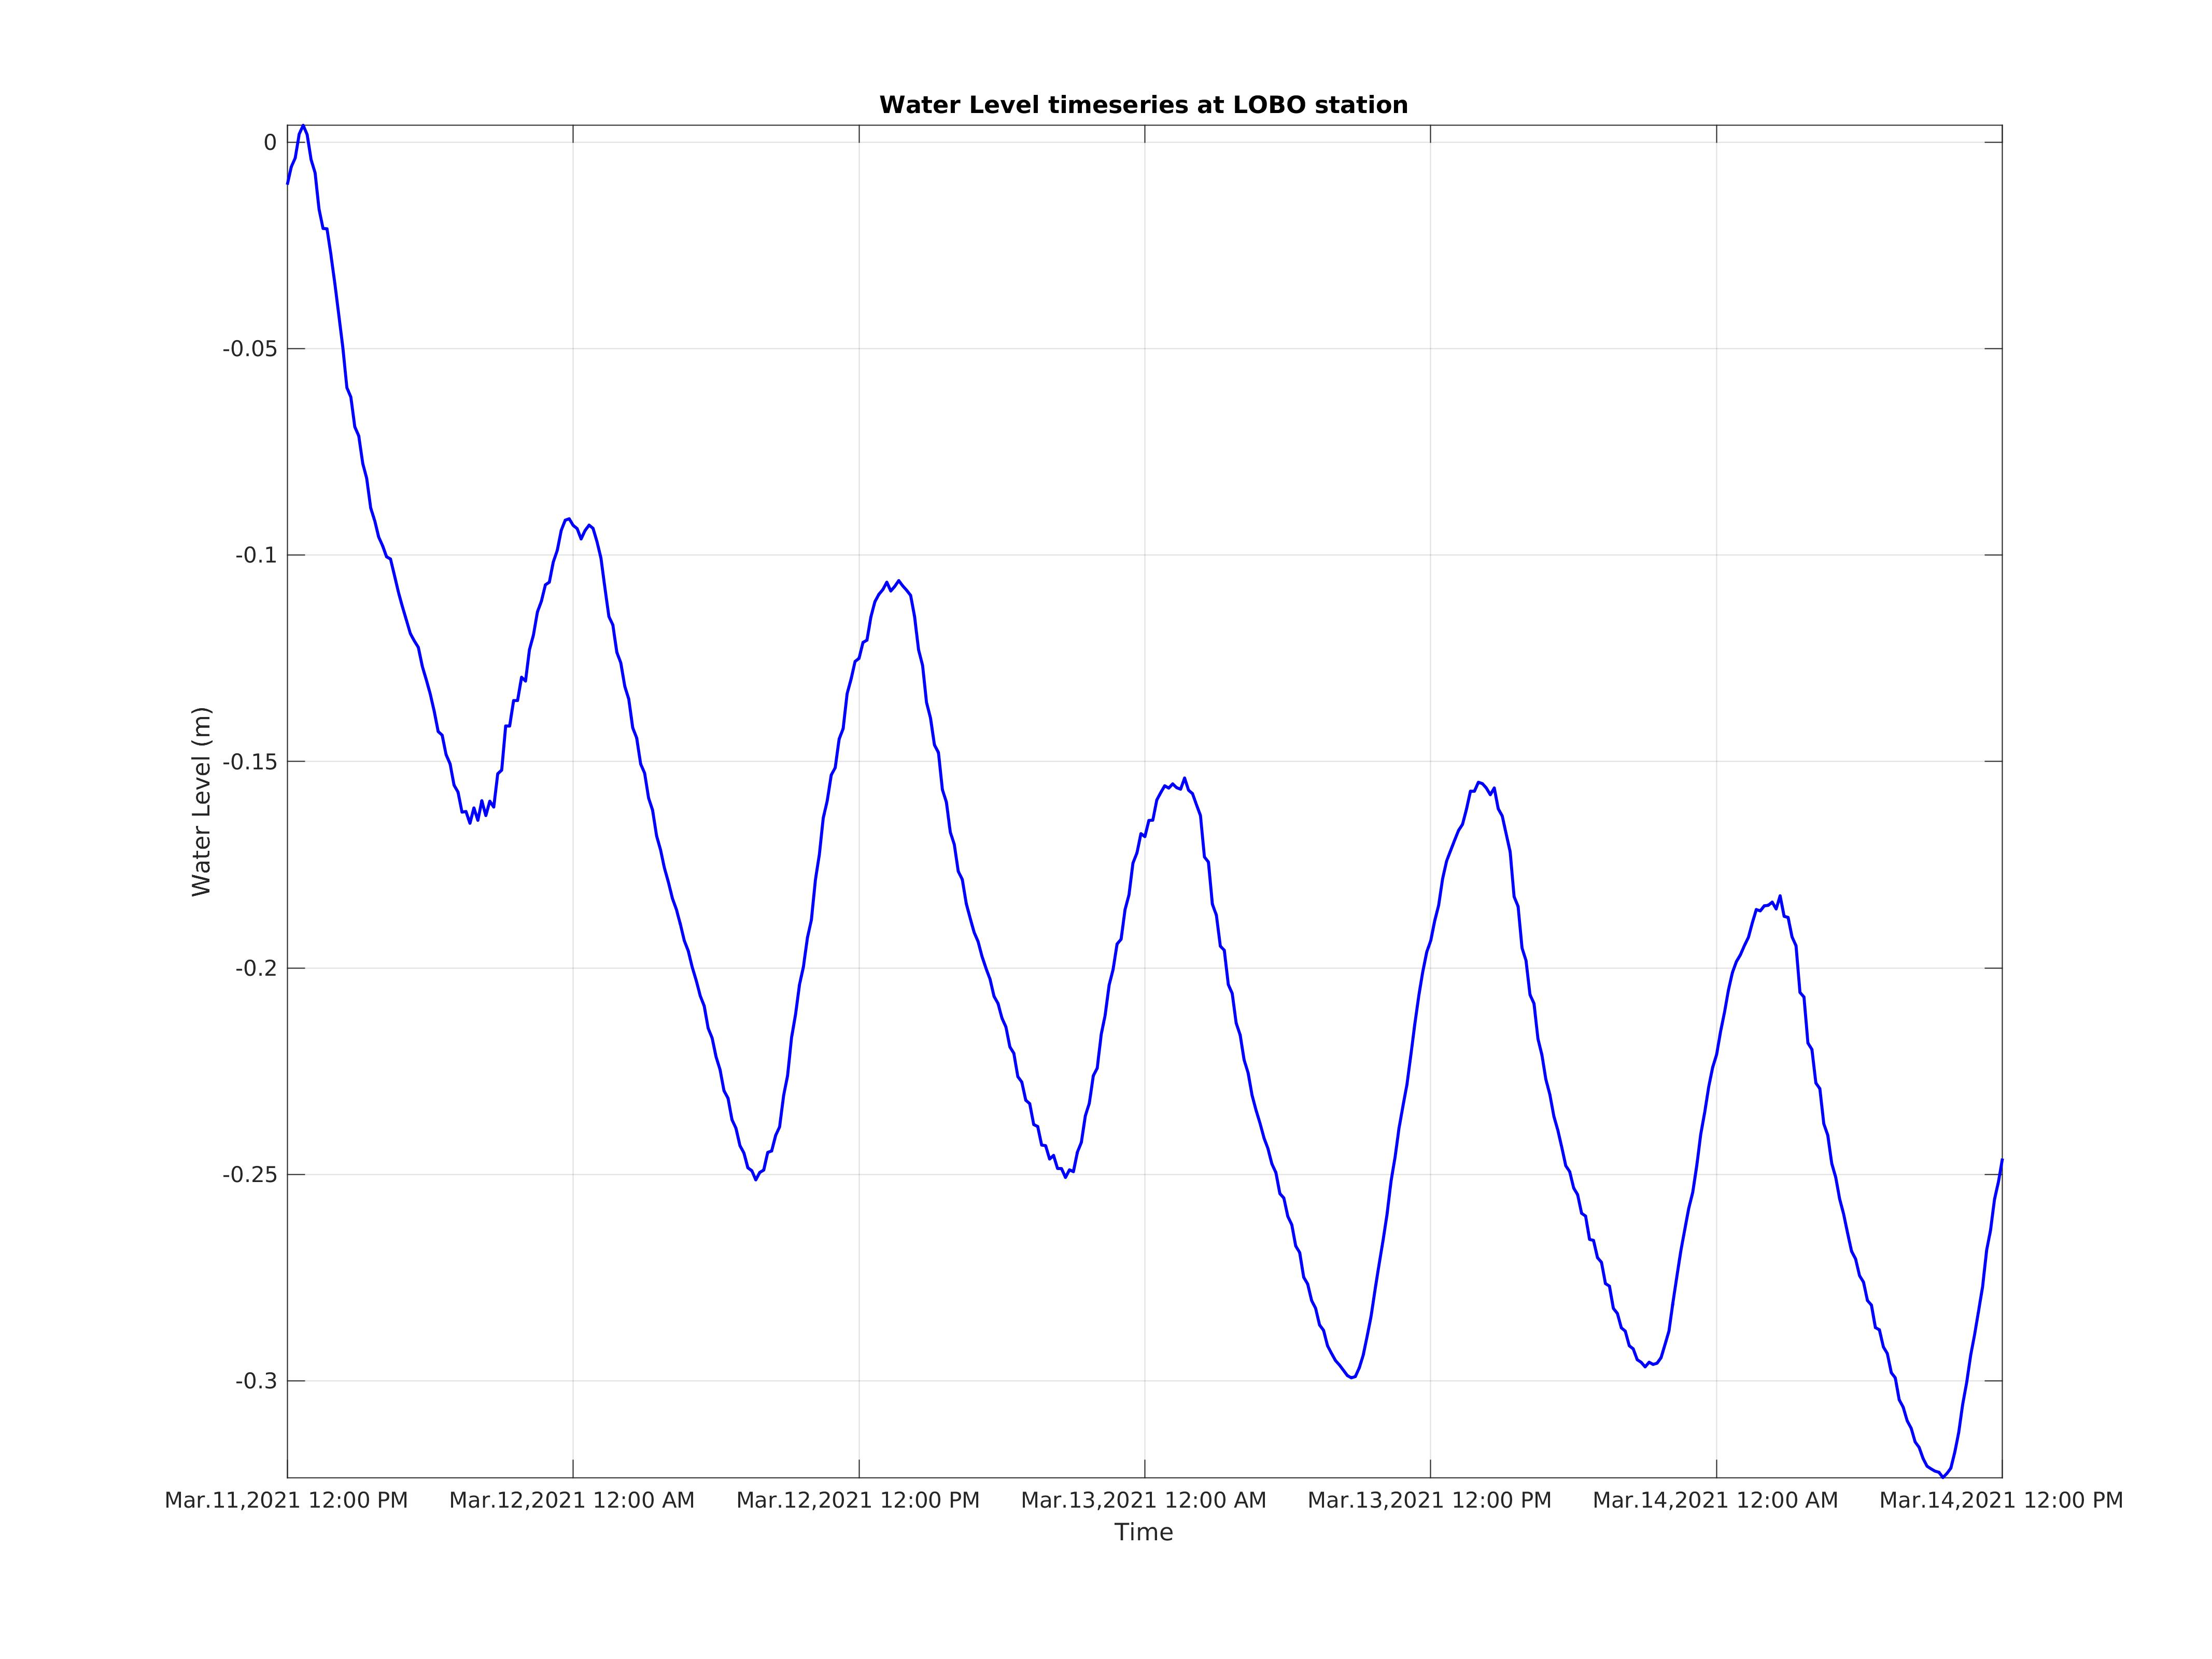 Water Level timeseries at LOBO station
Water Level (m)
0
-0.05
-0.1
-0.15
-0.2
-0.25
-0.3
Mar.11,2021 12:00 PM
Mar.12,2021 12:00 AM
Mar.12,2021 12:00 PM
Mar.13,2021 12:00 AM
Mar.13,2021 12:00 PM
Mar.14,2021 12:00 AM
Mar.14,2021 12:00 PM
Time